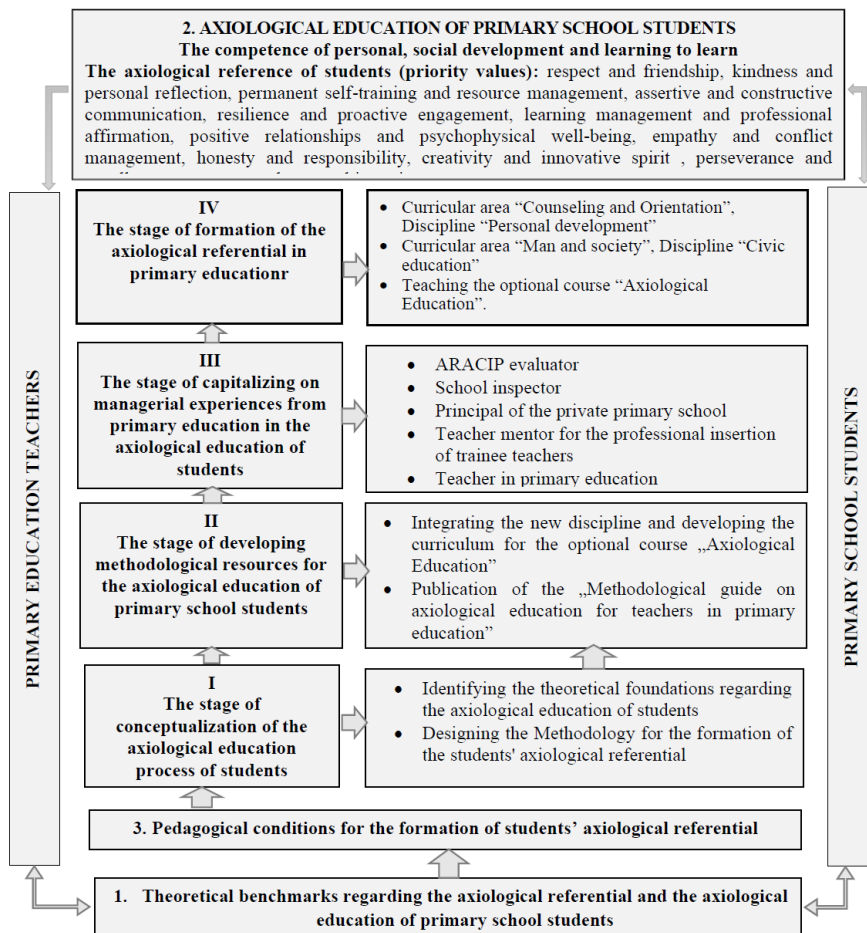 2. AXIOLOGICAL EDUCATION OF PRIMARY SCHOOL STUDENTS
The competence of personal, social development and learning to learn
The axiological reference of students (priority values): respect and friendship, kindness and
personal reflection, permanent self-training and resource management, assertive and constructive
communication, resilience and proactive engagement, learning management and professional
affirmation, positive relationships and psychophysical well-being, empathy and conflict
management, honesty and responsibility, creativity and innovative spirit , perseverance and
PRIMARY EDUCATION TEACHERS
IV
The stage of formation of the
axiological referential in
primary educationr
• Curricular area “Counseling and Orientation”,
Discipline “Personal development”
• Curricular area “Man and society”, Discipline “Civic
education”
• Teaching the optional course “Axiological
Education”.
III
The stage of capitalizing on
managerial experiences from
primary education in the
axiological education of
students
• ARACIP evaluator
• School inspector
• Principal of the private primary school
• Teacher mentor for the professional insertion
of trainee teachers
• Teacher in primary education
II
The stage of developing
methodological resources for
the axiological education of
primary school students
• Integrating the new discipline and developing the
curriculum for the optional course „Axiological
Education”
• Publication of the „Methodological guide on
axiological education for teachers in primary
education”
I
The stage of
conceptualization of the
axiological education
process of students
• Identifying the theoretical foundations regarding
the axiological education of students
• Designing the Methodology for the formation of
the students' axiological referential
PRIMARY SCHOOL STUDENTS
3. Pedagogical conditions for the formation of students’ axiological referential
1. Theoretical benchmarks regarding the axiological referential and the axiological
education of primary school students